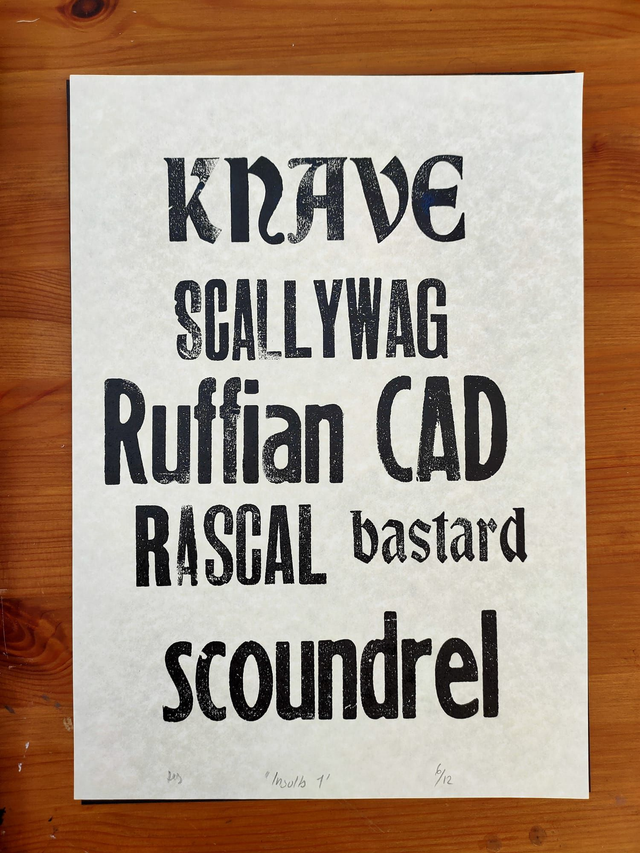 KNAVE
SCALLYWAG
Ruffian CAD
RASCAL bastard
scoundrel
"Insults 1" 6/12